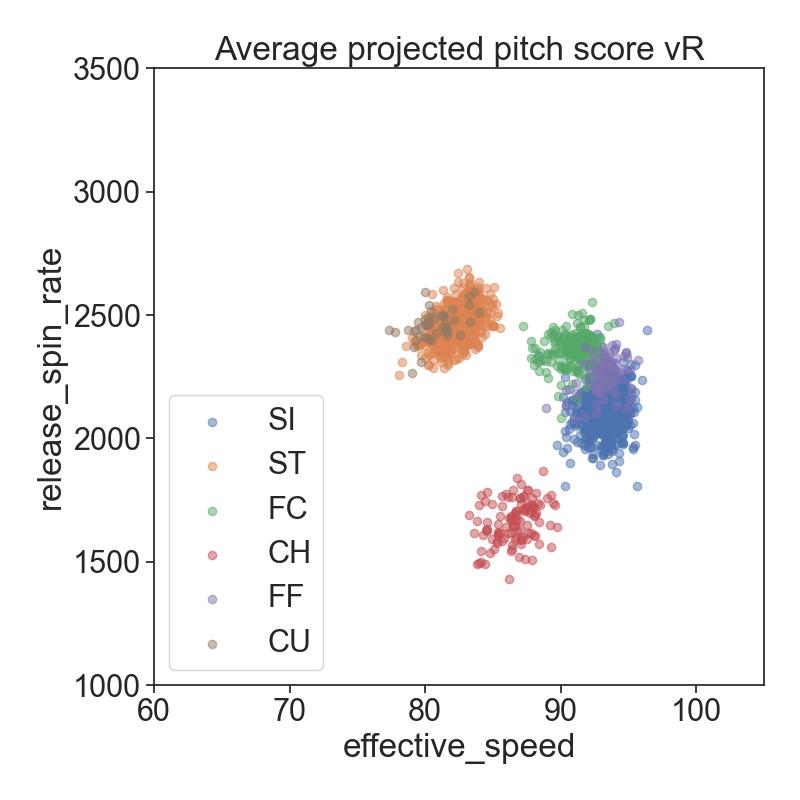 Average projected pitch score vR
3500
3000
2500
2000
1500
1000
release_spin_rate
SI
ST
FC
CH
FF
CU
60
70
80
90
100
effective_speed